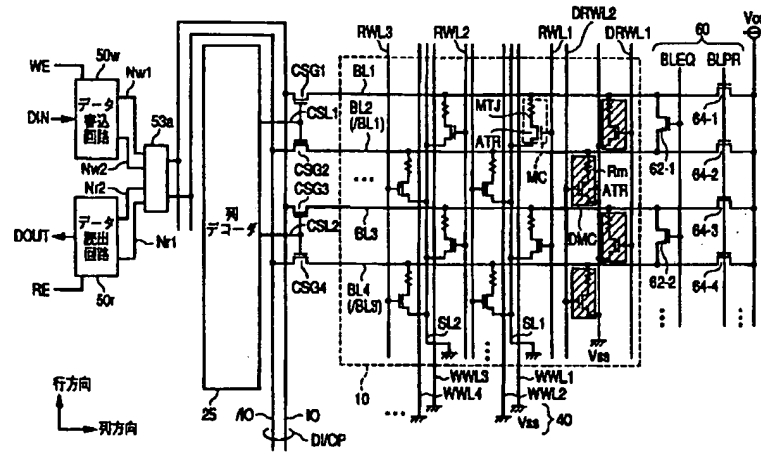 RWL3
RWL2
RWL1
DRWL2
DRWL1
Vcc
60
BLEQ
BLPR
WE
50w
Nw1
データ
書込
回路
DIN
53a
Nw2
Nr2
データ
読出
回路
Nr1
DOUT
RE
50r
列
デコーダ
25
CSG1
CSL1
CSG2
CSG3
CSL2
CSG4
BL1
BL2
(/BL1)
BL3
BL4
(/BL3)
MTJ
ATR
MC
Rm
ATR
DMC
62-1
62-2
64-1
64-2
64-3
64-4
SL2
SL1
Vss
10
WWL3
WWL4
WWL1
WWL2
Vss
40
行方向
列方向
/IO
IO
DI/OP